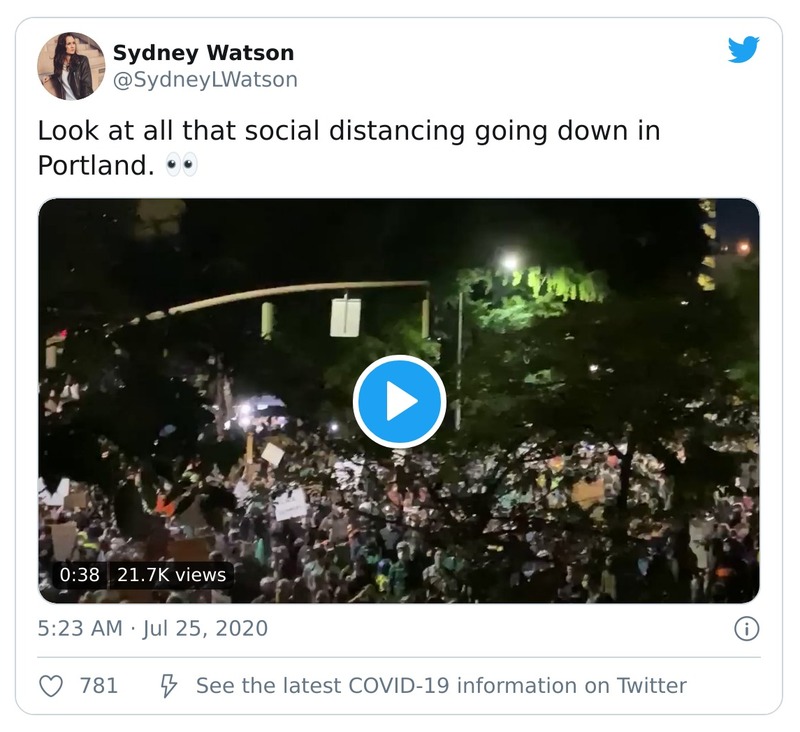 Sydney Watson
@SydneyLWatson
Look at all that social distancing going down in
Portland. 👀
0:38 21.7K views
5:23 AM · Jul 25, 2020
781 See the latest COVID-19 information on Twitter